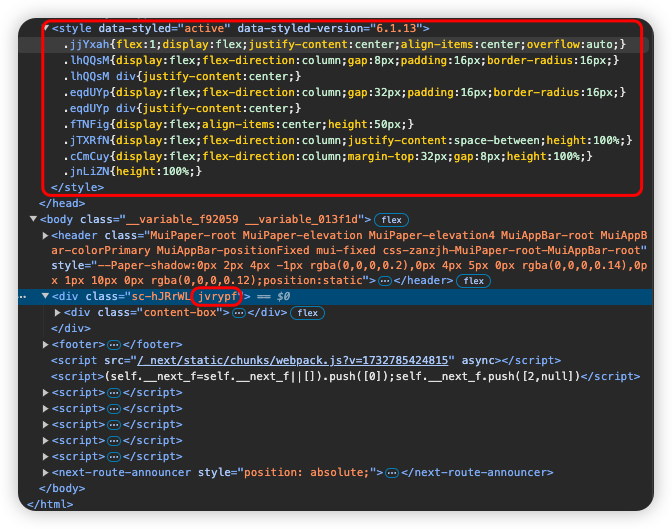 ▼<style data-styled="active" data-styled-version="6.1.13">
.jjYxah{flex:1;display:flex;justify-content:center;align-items:center;overflow:auto;}
.lhQQsM{display:flex;flex-direction:column;gap:8px;padding:16px;border-radius:16px;}
.lhQQsM div{justify-content:center;}
.eqdUYp{display:flex;flex-direction:column;gap:32px;padding:16px;border-radius:16px;}
.eqdUYp div{justify-content:center;}
.fTNFig{display:flex;align-items:center;height:50px;}
.jTXRfN{display:flex;flex-direction:column;justify-content:space-between;height:100%;}
.cCmCuy{display:flex;flex-direction:column;margin-top:32px;gap:8px;height:100%;}
.jnLiZN{height:100%;}
</style>
</head>
▼<body class="__variable_f92059 __variable_013f1d"> flex
▶<header class="MuiPaper-root MuiPaper-elevation MuiPaper-elevation4 MuiAppBar-root MuiAppB
ar-colorPrimary MuiAppBar-positionFixed mui-fixed css-zanzjh-MuiPaper-root-MuiAppBar-root"
style="--Paper-shadow:0px 2px 4px -1px rgba(0,0,0,0.2),0px 4px 5px 0px rgba(0,0,0,0.14),0p
x 1px 10px 0px rgba(0,0,0,0.12);position:static">…</header> flex
… ▼<div class="sc-hJRrWL jvrypf"> == $0
▶<div class="content-box">…</div> flex
</div>
▶<footer>…</footer>
<script src="/_next/static/chunks/webpack.js?v=1732785424815" async></script>
<script>(self.__next_f=self.__next_f||[]).push([0]);self.__next_f.push([2,null])</script>
▶<script>…</script>
▶<script>…</script>
▶<script>…</script>
▶<script>…</script>
▶<script>…</script>
▶<next-route-announcer style="position: absolute;">…</next-route-announcer>
</body>
</html>